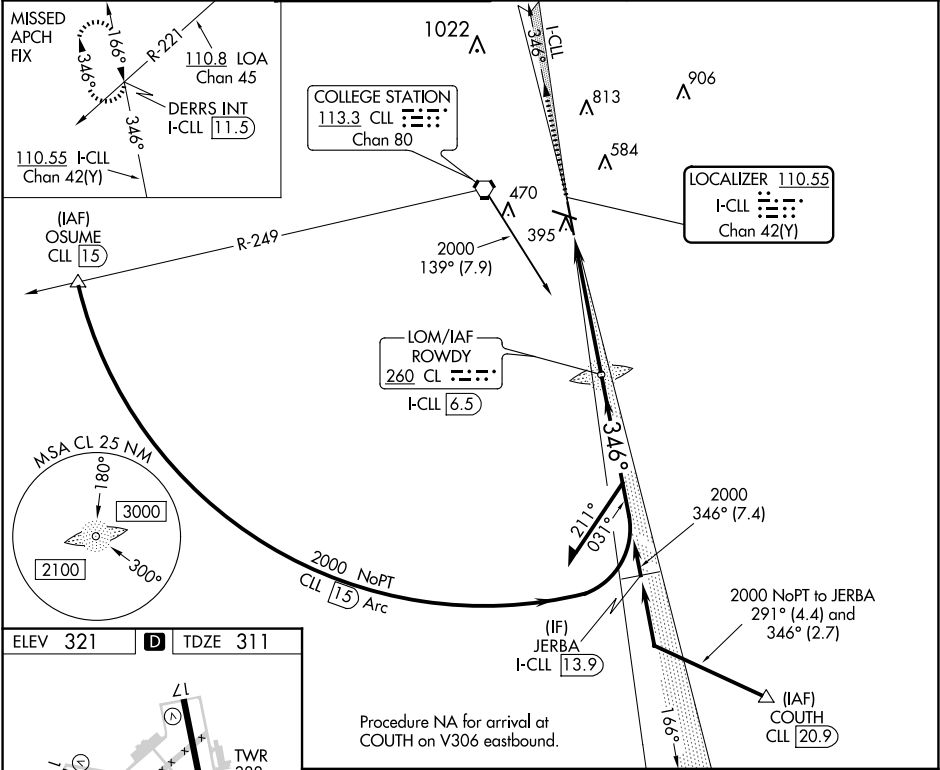 MISSED
APCH
FIX
346°
166°
R-221
110.8 LOA
Chan 45
DERRS INT
I-CLL 11.5
346°
110.55 I-CLL
Chan 42(Y)
1022
I-CLL
346°
813
906
584
COLLEGE STATION
113.3 CLL
Chan 80
470
395
LOCALIZER 110.55
I-CLL
Chan 42(Y)
(IAF)
OSUME
CLL 15
R-249
2000
139° (7.9)
LOM/IAF
ROWDY
260 CL
I-CLL 6.5
346°
MSA CL 25 NM
180°
3000
2100
300°
211°
031°
2000
346° (7.4)
2000 NoPT
CLL 15 Arc
2000 NoPT to JERBA
291° (4.4) and
346° (2.7)
(IF)
JERBA
I-CLL 13.9
(IAF)
COUTH
CLL 20.9
166°
Procedure NA for arrival at
COUTH on V306 eastbound.
ELEV 321 D TDZE 311
17
V
V
TWR